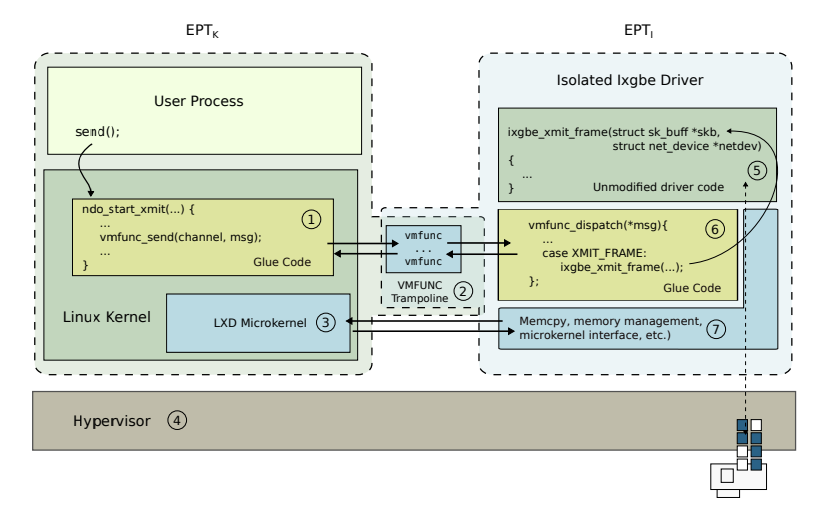 EPTK
EPTI
User Process
send();
Isolated Ixgbe Driver
ixgbe_xmit_frame(struct sk_buff *skb,
struct net_device *netdev)
{
...
}
5
Unmodified driver code
ndo_start_xmit(...) {
...
vmfunc_send(channel, msg);
...
}
1
Glue Code
vmfunc
...
vmfunc
VMFUNC
Trampoline
2
vmfunc_dispatch(*msg){
...
case XMIT_FRAME:
ixgbe_xmit_frame(...);
};
6
Glue Code
Linux Kernel
LXD Microkernel
3
Memcpy, memory management,
microkernel interface, etc.)
7
Hypervisor
4